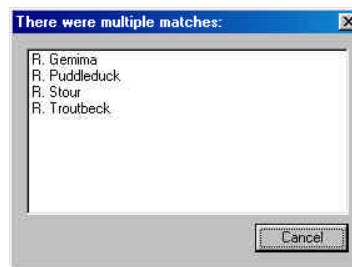 There were multiple matches:
R. Gemima
R. Puddleduck
R. Stour
R. Troutbeck
Cancel